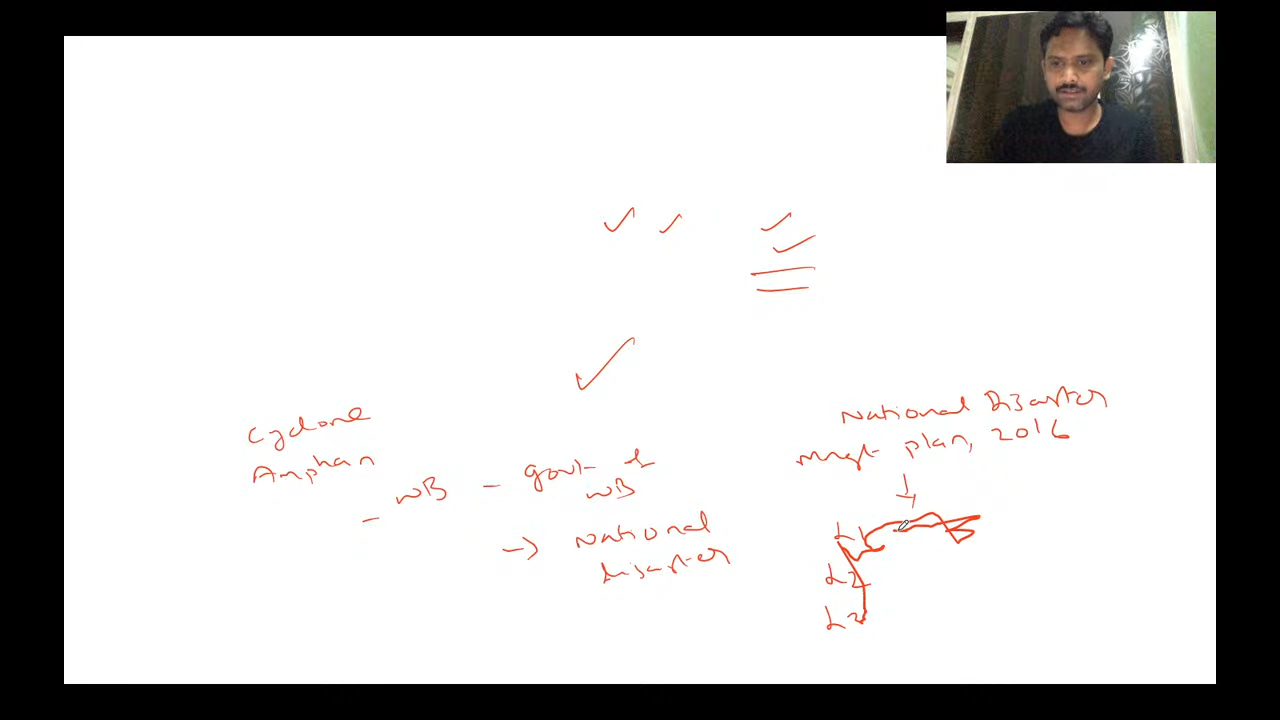 Cyclone
Amphan
- WB - Govt of
WB
→ National
Disaster
National Disaster
Mngt plan, 2016
↓
L1
L2
L3